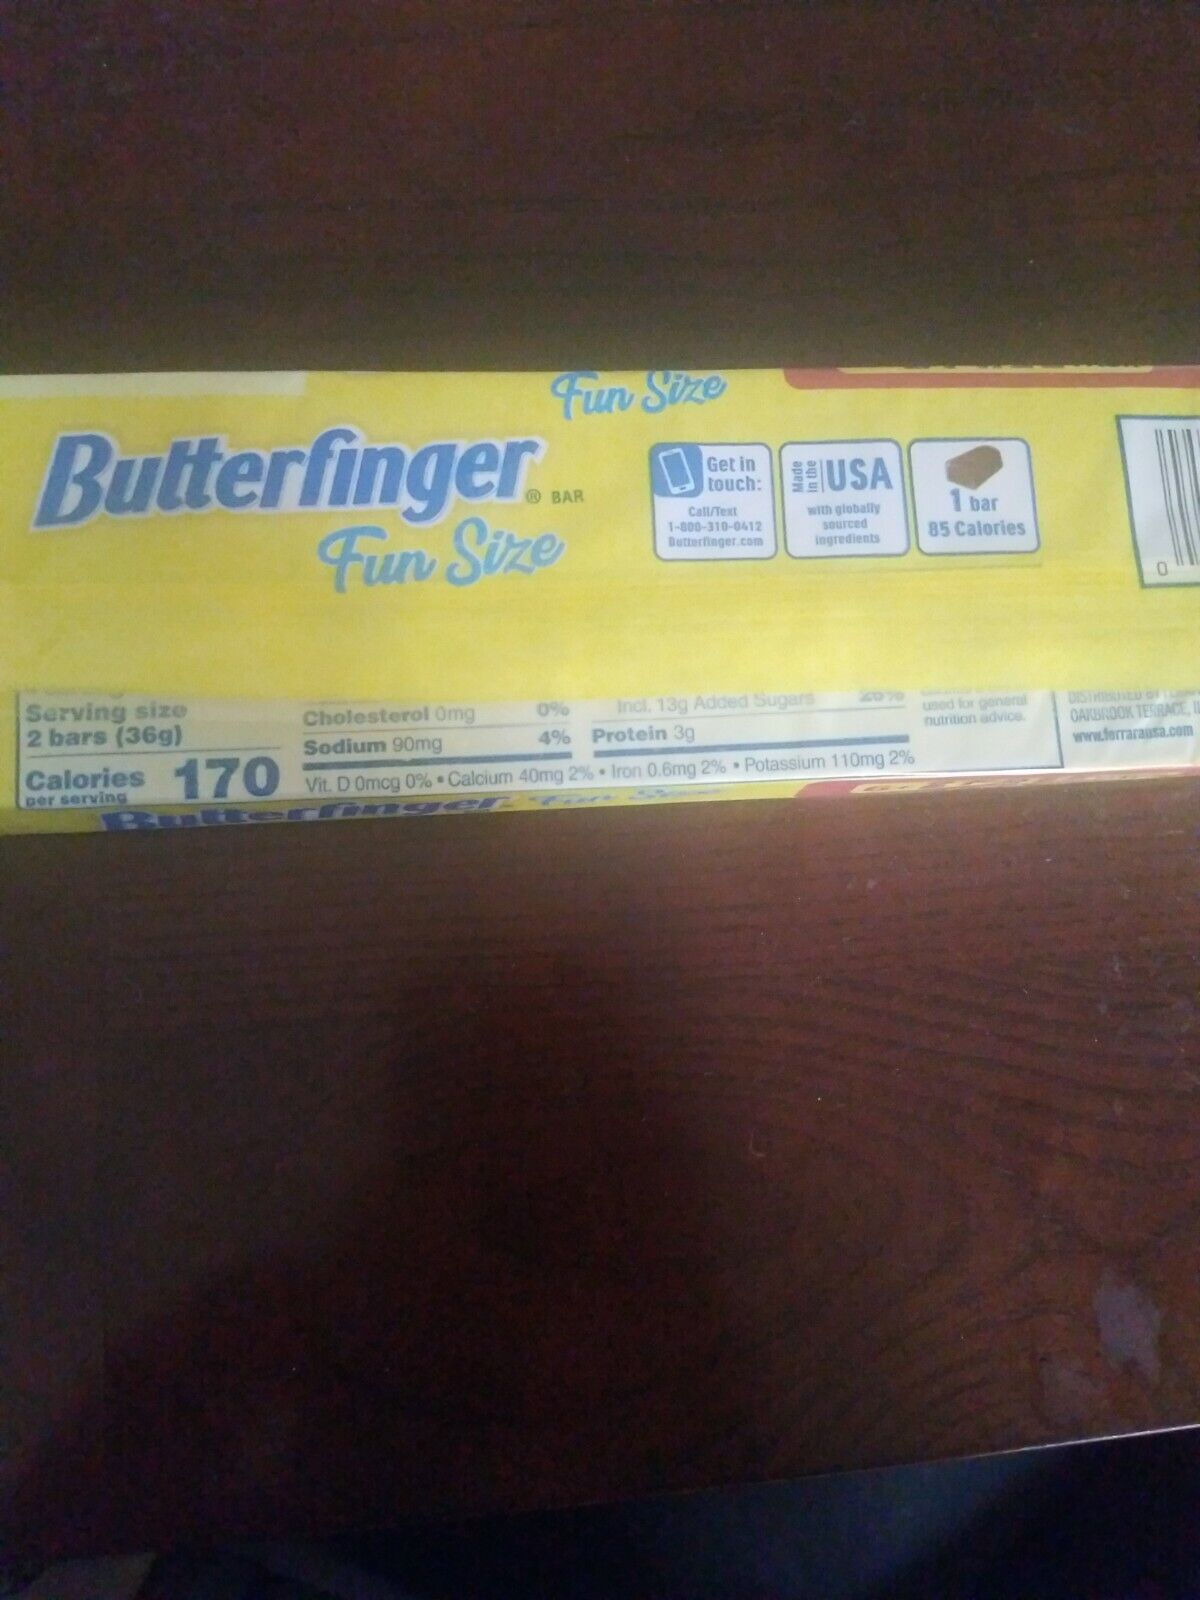 Fun Size
Butterfinger® BAR
Fun Size
Get in
touch:
Call/Text
1-800-310-0412
Butterfinger.com
Made
in the
USA
with globally
sourced
ingredients
1 bar
85 Calories
0
Serving size
2 bars (36g)
Calories 170
per serving
Cholesterol 0mg 0%
Sodium 90mg 4%
Incl. 13g Added Sugars 26%
Protein 3g
Vit. D 0mcg 0% • Calcium 40mg 2% • Iron 0.6mg 2% • Potassium 110mg 2%
used for general
nutrition advice.
DISTRIBUTED BY
OAKBROOK TERRACE,
www.ferrarausa.com
Butterfinger Fun Size